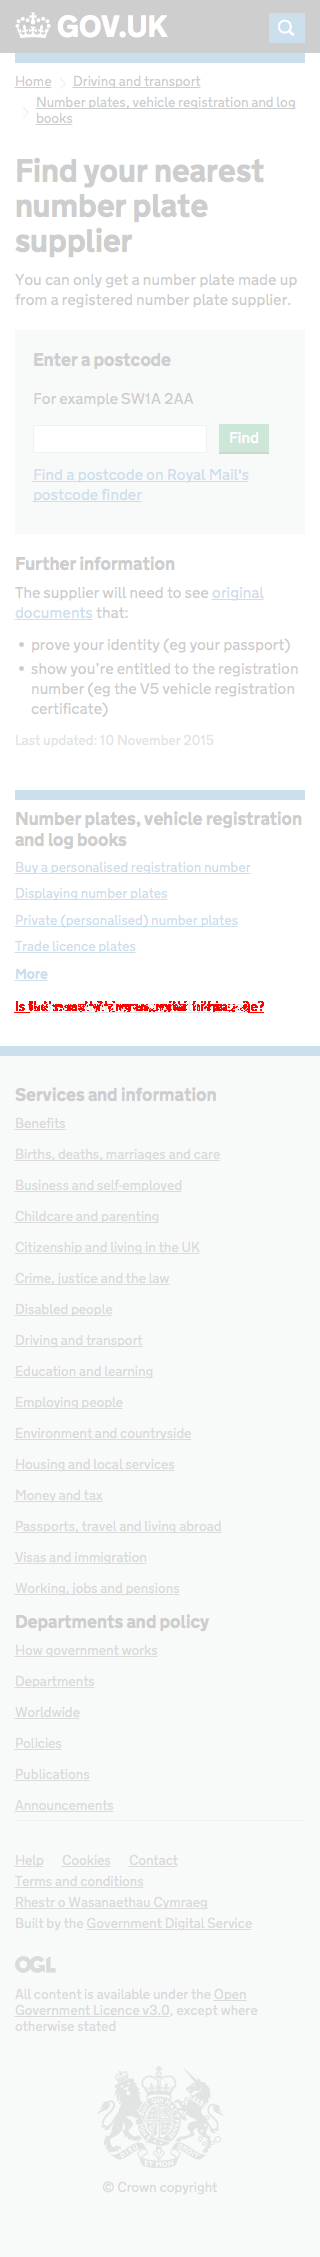 GOV.UK
Home > Driving and transport
> Number plates, vehicle registration and log
books
Find your nearest
number plate
supplier
You can only get a number plate made up
from a registered number plate supplier.
Enter a postcode
For example SW1A 2AA
Find
Find a postcode on Royal Mail's
postcode finder
Further information
The supplier will need to see original
documents that:
• prove your identity (eg your passport)
• show you're entitled to the registration
number (eg the V5 vehicle registration
certificate)
Last updated: 10 November 2015
Number plates, vehicle registration
and log books
Buy a personalised registration number
Displaying number plates
Private (personalised) number plates
Trade licence plates
More
Services and information
Benefits
Births, deaths, marriages and care
Business and self-employed
Childcare and parenting
Citizenship and living in the UK
Crime, justice and the law
Disabled people
Driving and transport
Education and learning
Employing people
Environment and countryside
Housing and local services
Money and tax
Passports, travel and living abroad
Visas and immigration
Working, jobs and pensions
Departments and policy
How government works
Departments
Worldwide
Policies
Publications
Announcements
Help Cookies Contact
Terms and conditions
Rhestr o Wasanaethau Cymraeg
Built by the Government Digital Service
OGL
All content is available under the Open
Government Licence v3.0, except where
otherwise stated
© Crown copyright